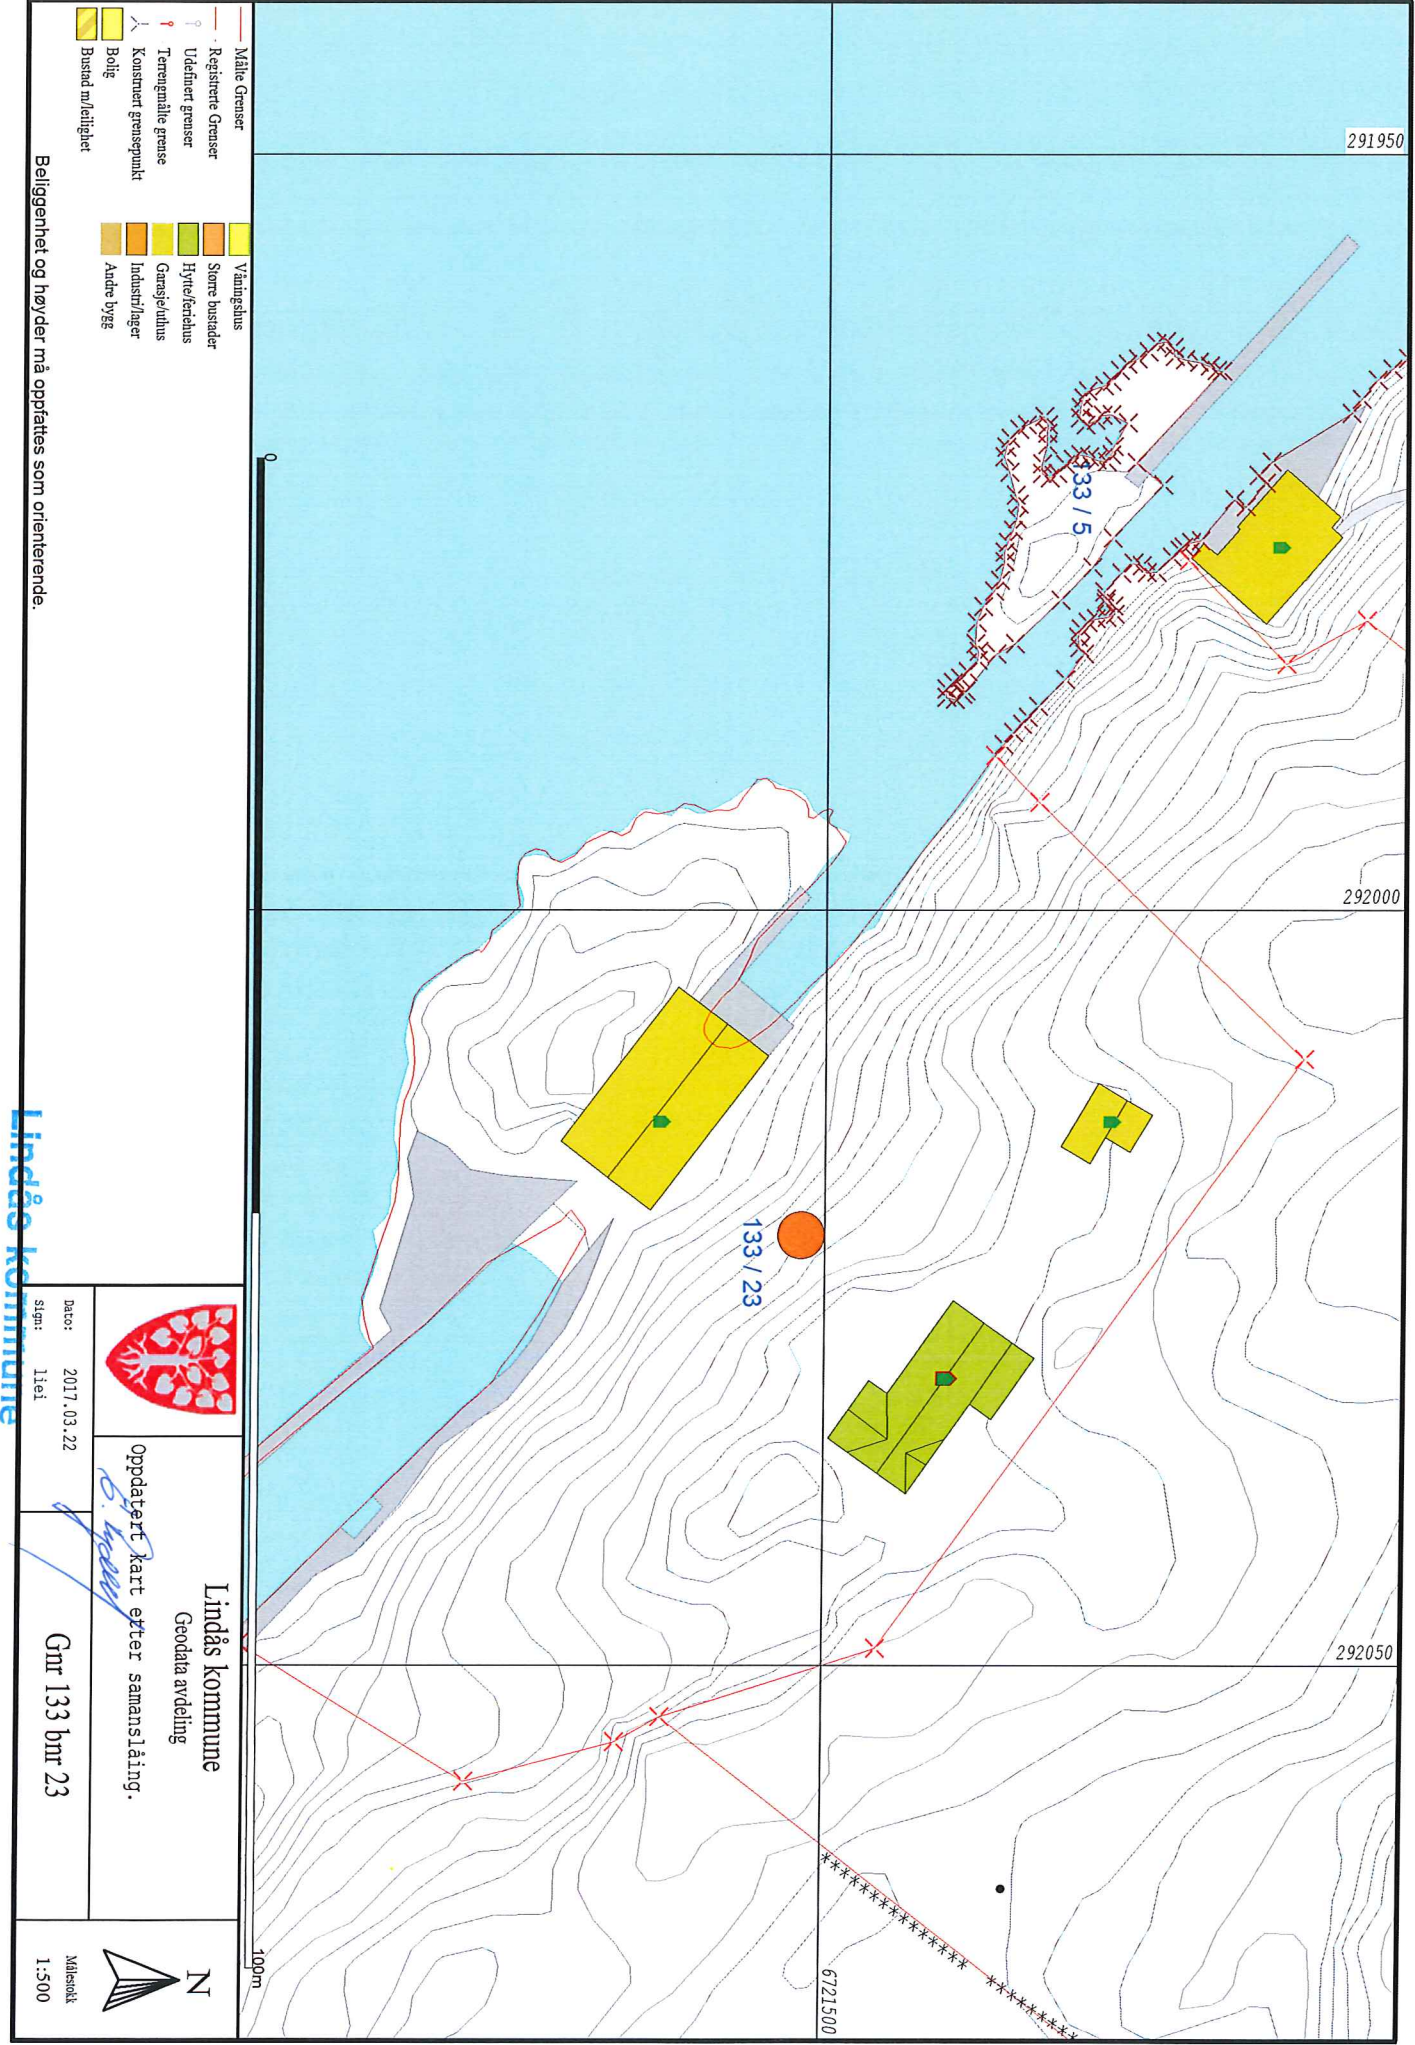 291950
292000
292050
6721500
133 / 5
133 / 23
0
100m
Målte Grenser
Registrerte Grenser
Udefinert grenser
Terrengmålte grense
Konstruert grensepunkt
Bolig
Bustad m/leilighet
Våningshus
Større bustader
Hytte/feriehus
Garasje/uthus
Industri/lager
Andre bygg
Beliggenhet og høyder må oppfattes som orienterende.
Lindås kommune
Lindås kommune
Geodata avdeling
Oppdatert kart etter samanslåing.
Dato: 2017.03.22
Sign: liei
Gnr 133 bnr 23
N
Målestokk
1:500